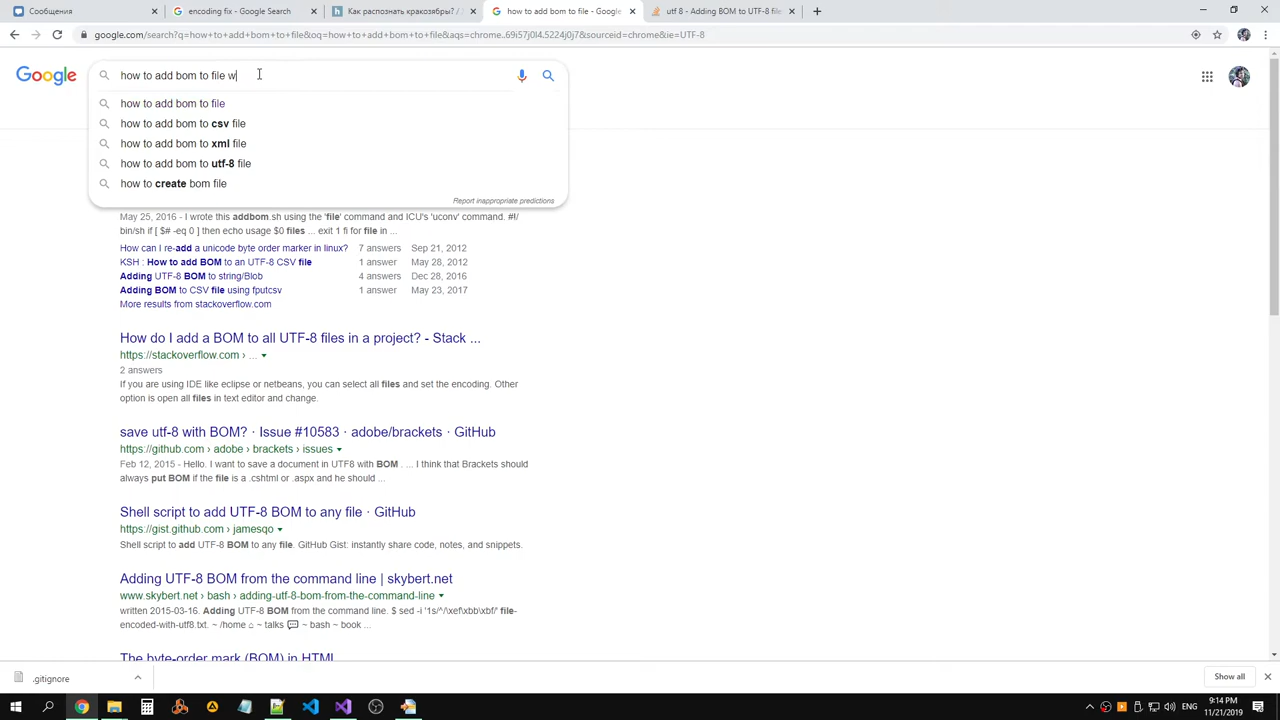 Сообщения
encoding fi - Google Search
Как распознать кракозябры? / Х
how to add bom to file - Google
utf 8 - Adding BOM to UTF-8 file
google.com/search?q=how+to+add+bom+to+file&oq=how+to+add+bom+to+file&aqs=chrome..69i57j0l4.5224j0j7&sourceid=chrome&ie=UTF-8
Google
how to add bom to file w
how to add bom to file
how to add bom to csv file
how to add bom to xml file
how to add bom to utf-8 file
how to create bom file
Report inappropriate predictions
May 25, 2016 - I wrote this addbom.sh using the 'file' command and ICU's 'uconv' command. #!/
bin/sh if [ $# -eq 0 ] then echo usage $0 files ... exit 1 fi for file in ...
How can I re-add a unicode byte order marker in linux? 7 answers Sep 21, 2012
KSH : How to add BOM to an UTF-8 CSV file 1 answer May 28, 2012
Adding UTF-8 BOM to string/Blob 4 answers Dec 28, 2016
Adding BOM to CSV file using fputcsv 1 answer May 23, 2017
More results from stackoverflow.com
How do I add a BOM to all UTF-8 files in a project? - Stack ...
https://stackoverflow.com › ...
2 answers
If you are using IDE like eclipse or netbeans, you can select all files and set the encoding. Other
option is open all files in text editor and change.
save utf-8 with BOM? · Issue #10583 · adobe/brackets · GitHub
https://github.com › adobe › brackets › issues
Feb 12, 2015 - Hello. I want to save a document in UTF8 with BOM . ... I think that Brackets should
always put BOM if the file is a .cshtml or .aspx and he should ...
Shell script to add UTF-8 BOM to any file · GitHub
https://gist.github.com › jamesqo
Shell script to add UTF-8 BOM to any file. GitHub Gist: instantly share code, notes, and snippets.
Adding UTF-8 BOM from the command line | skybert.net
www.skybert.net › bash › adding-utf-8-bom-from-the-command-line
written 2015-03-16. Adding UTF-8 BOM from the command line. $ sed -i '1s/^/\xef\xbb\xbf/' file-
encoded-with-utf8.txt. ~ /home ⌂ ~ talks 💬 ~ bash ~ book ...
The byte-order mark (BOM) in HTML
.gitignore
Show all
ENG
9:14 PM
11/21/2019